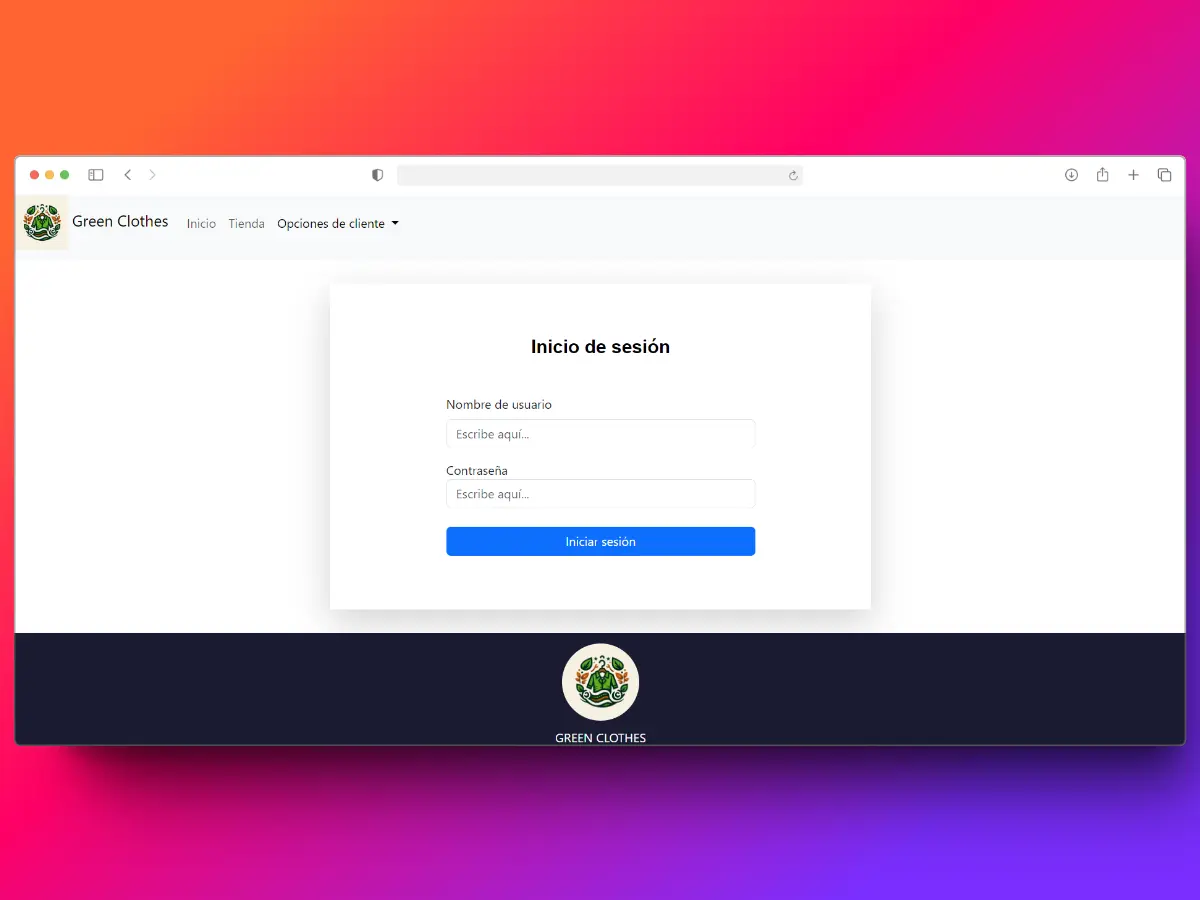 Green Clothes Inicio Tienda Opciones de cliente
Inicio de sesión
Nombre de usuario
Escribe aquí...
Contraseña
Escribe aquí...
Iniciar sesión
GREEN CLOTHES